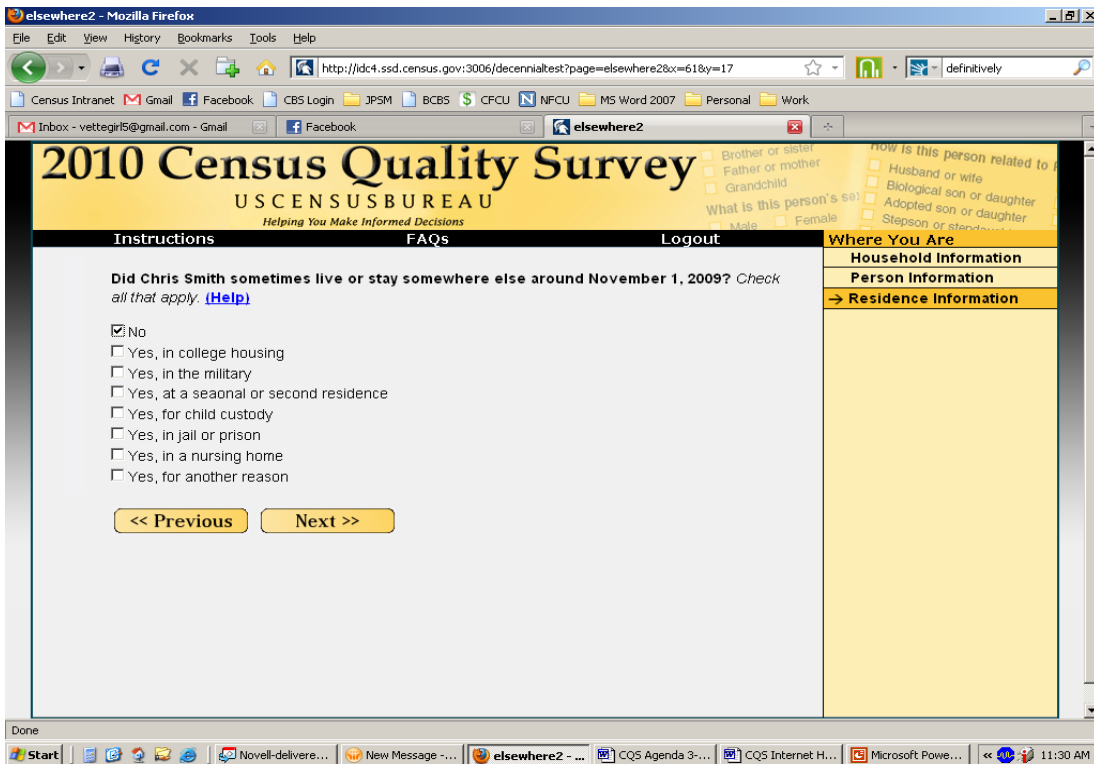 elsewhere2 - Mozilla Firefox
File Edit View History Bookmarks Tools Help
http://idc4.ssd.census.gov:3006/decennialtest?page=elsewhere2&x=61&y=17
definitively
Census Intranet Gmail Facebook CBS Login JPSM BCBS CFCU NFCU MS Word 2007 Personal Work
Inbox - vettegirl5@gmail.com - Gmail Facebook elsewhere2
2010 Census Quality Survey
USCENSUSBUREAU
Helping You Make Informed Decisions
Brother or sister
Father or mother
Grandchild
What is this person's sex
Male Female
How is this person related to
Husband or wife
Biological son or daughter
Adopted son or daughter
Stepson or stepdaughter
Instructions FAQs Logout
Where You Are
Household Information
Person Information
→ Residence Information
Did Chris Smith sometimes live or stay somewhere else around November 1, 2009? Check
all that apply. (Help)
No
Yes, in college housing
Yes, in the military
Yes, at a seaonal or second residence
Yes, for child custody
Yes, in jail or prison
Yes, in a nursing home
Yes, for another reason
<< Previous Next >>
Done
Start Novell-delivere... New Message -... elsewhere2 - ... CQS Agenda 3-... CQS Internet H... Microsoft Powe... « 11:30 AM